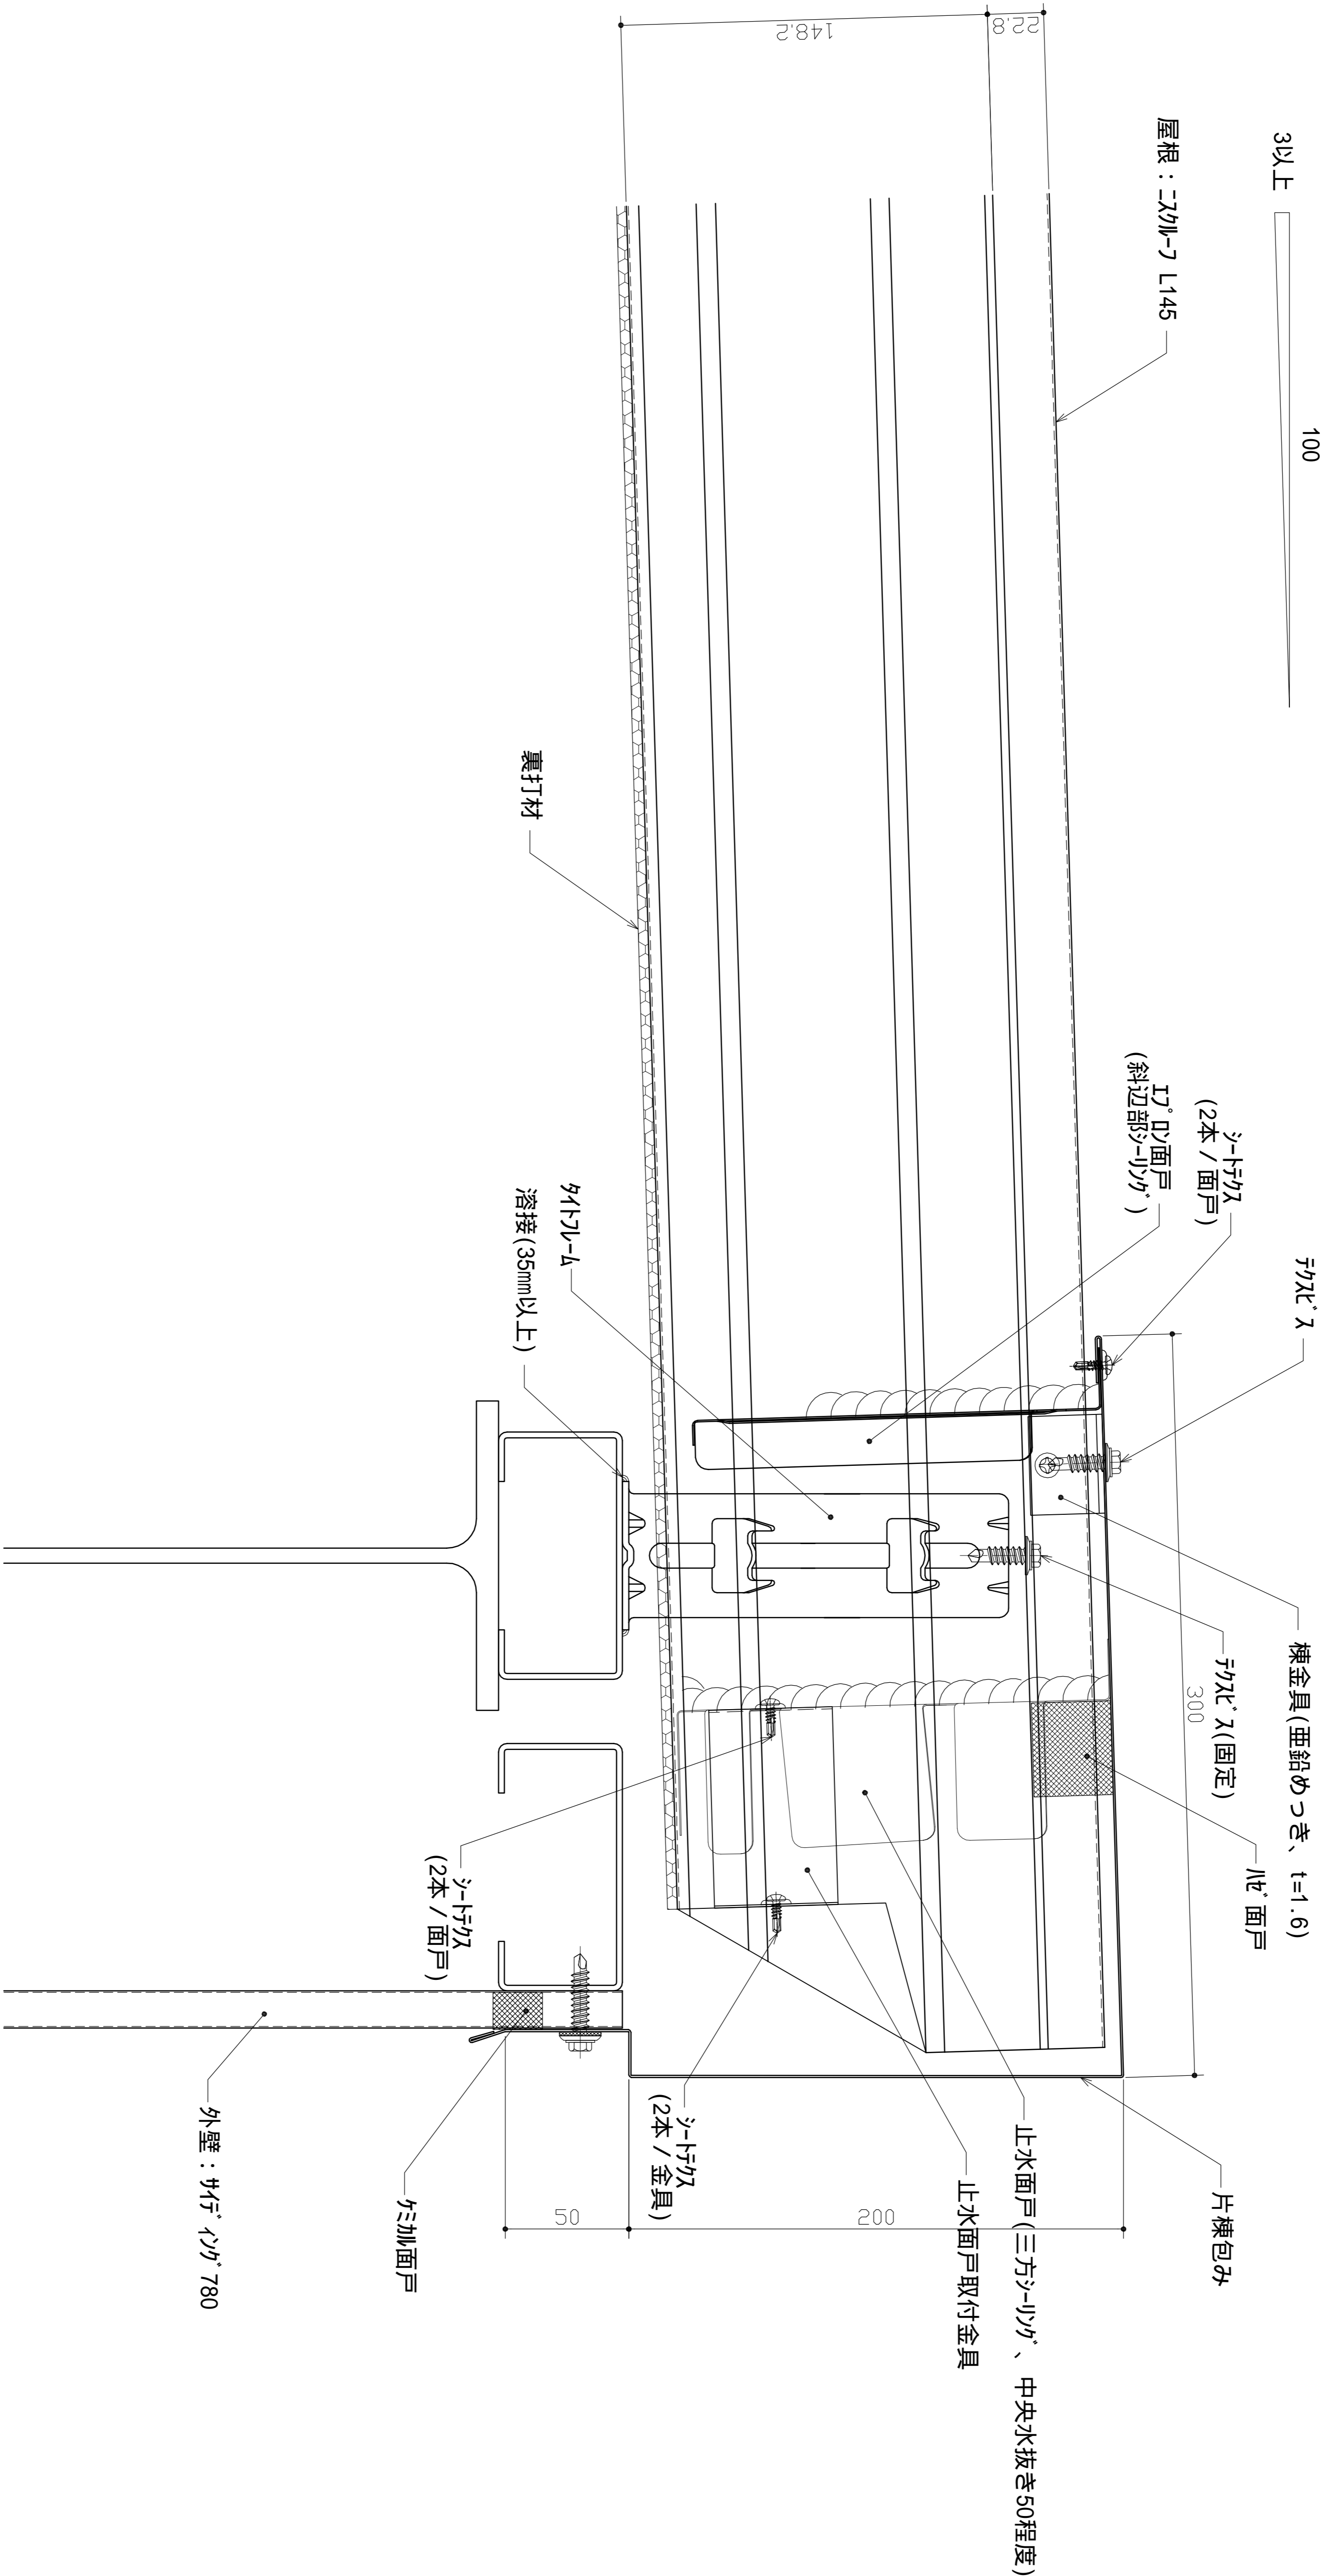 3以上
100
屋根：ﾆｽｸﾙｰﾌ L145
22.8
148.2
裏打材
ﾃｸｽﾋﾞｽ
ｼｰﾄﾃｸｽ
(2本／面戸)
ｴﾌﾟﾛﾝ面戸
(斜辺部ｼｰﾘﾝｸﾞ)
ﾀｲﾄﾌﾚｰﾑ
溶接(35mm以上)
300
棟金具(亜鉛めっき、t=1.6)
ﾃｸｽﾋﾞｽ(固定)
ﾊｾﾞ面戸
ｼｰﾄﾃｸｽ
(2本／面戸)
片棟包み
止水面戸(三方ｼｰﾘﾝｸﾞ、中央水抜き50程度)
止水面戸取付金具
ｼｰﾄﾃｸｽ
(2本／金具)
200
50
ｹﾐｶﾙ面戸
外壁：ｻｲﾃﾞｨﾝｸﾞ780